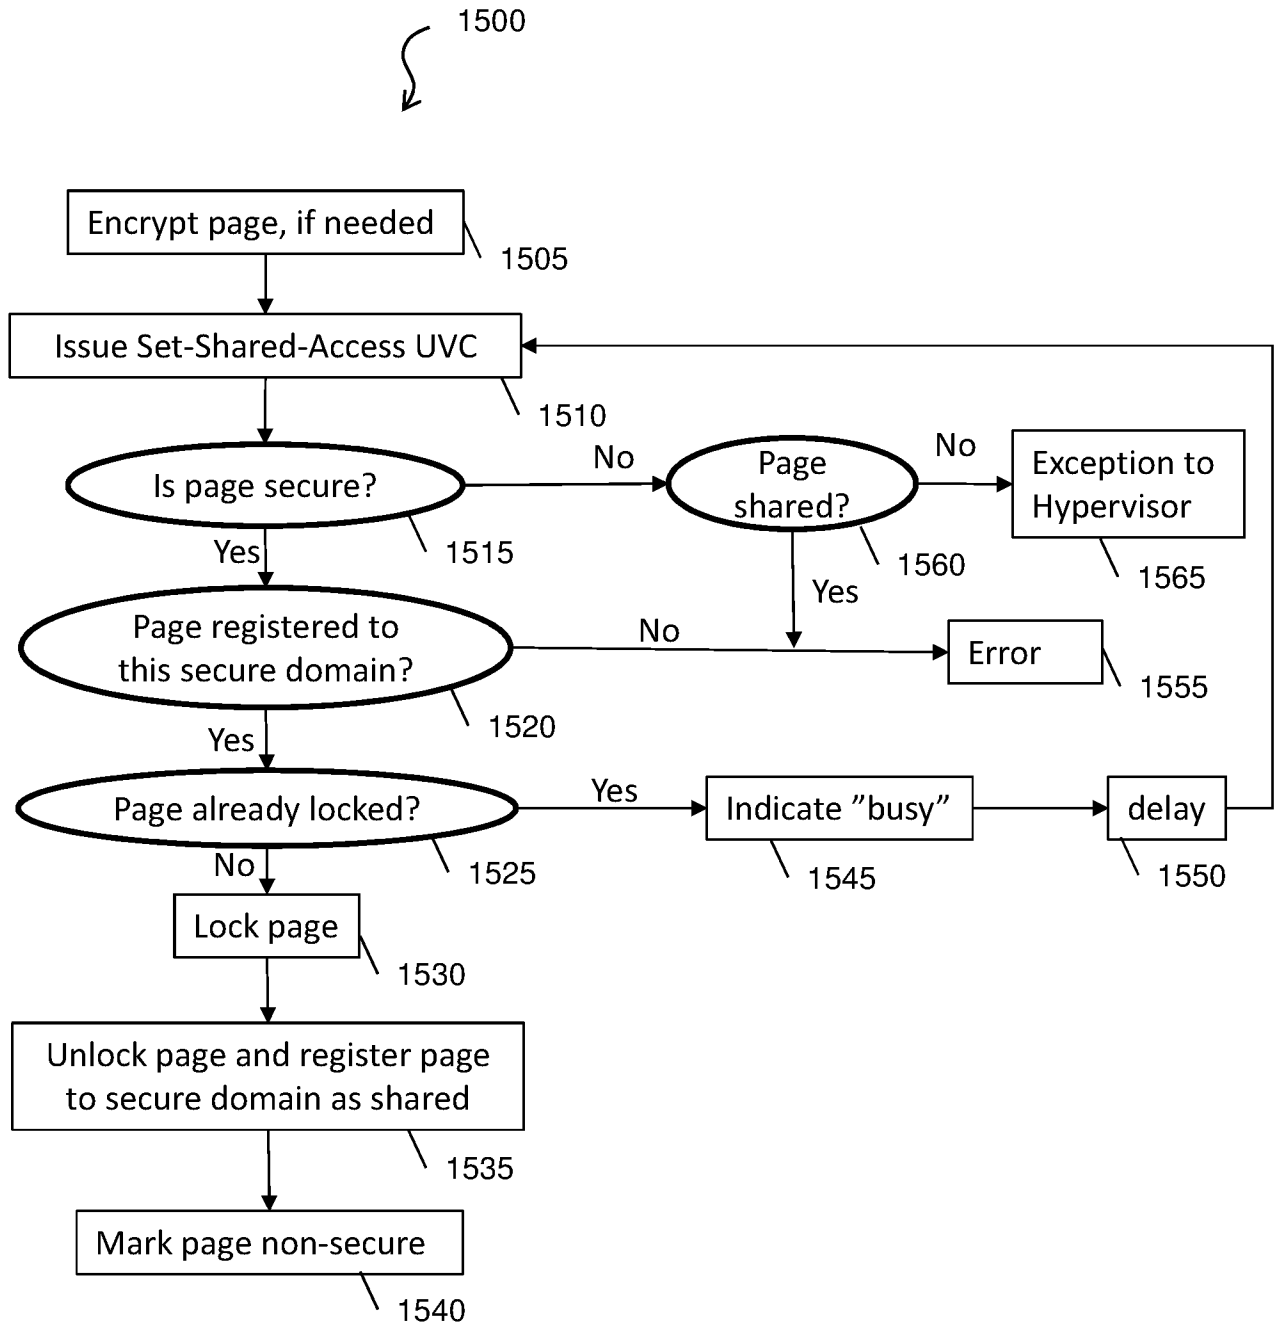 1500
Encrypt page, if needed
1505
Issue Set-Shared-Access UVC
1510
Is page secure?
1515
No
Page
shared?
1560
No
Exception to
Hypervisor
1565
Yes
Yes
Page registered to
this secure domain?
1520
No
Error
1555
Yes
Page already locked?
1525
Yes
Indicate ”busy”
1545
delay
1550
No
Lock page
1530
Unlock page and register page
to secure domain as shared
1535
Mark page non-secure
1540